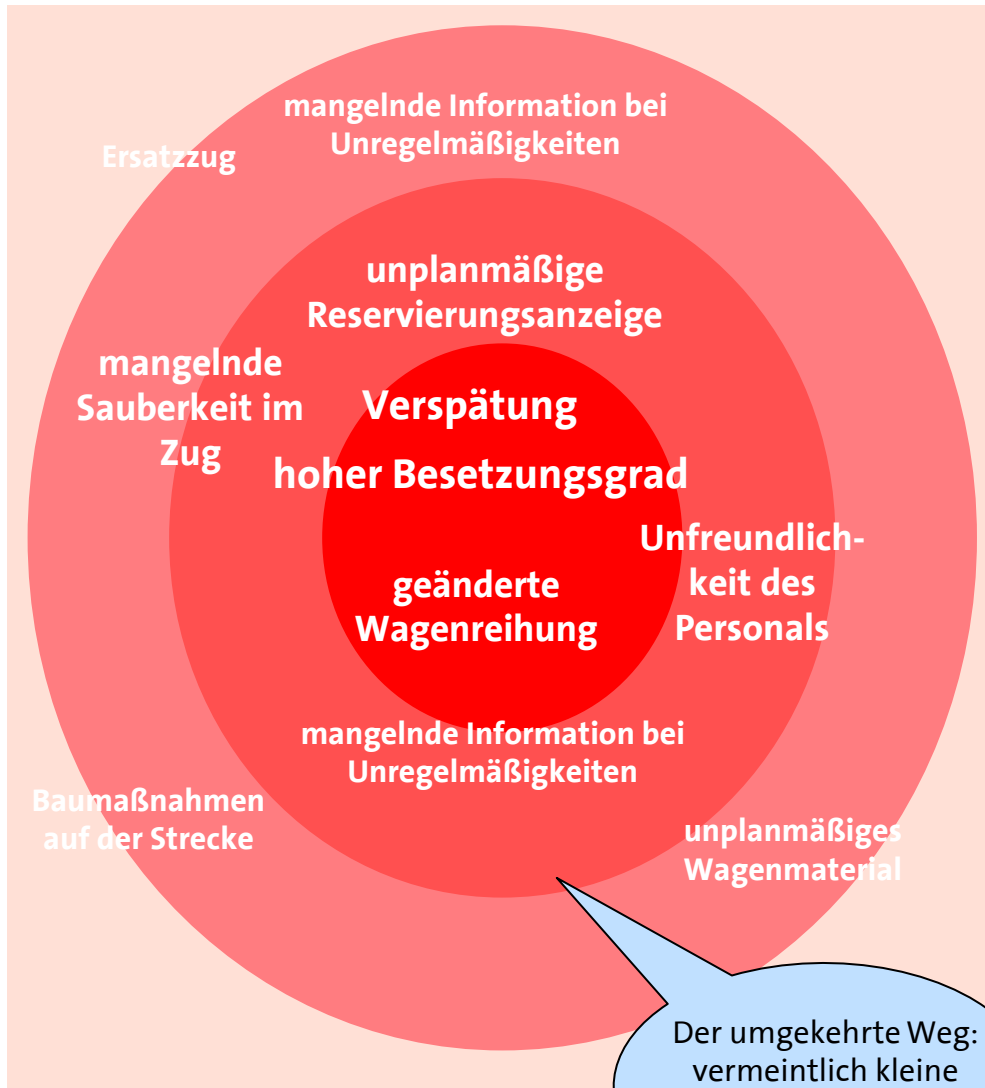 mangelnde Information bei
Unregelmäßigkeiten
Ersatzzug
unplanmäßige
Reservierungsanzeige
mangelnde
Sauberkeit im
Zug
Verspätung
hoher Besetzungsgrad
Unfreundlich-
keit des
Personals
geänderte
Wagenreihung
mangelnde Information bei
Unregelmäßigkeiten
Baumaßnahmen
auf der Strecke
unplanmäßiges
Wagenmaterial
Der umgekehrte Weg:
vermeintlich kleine